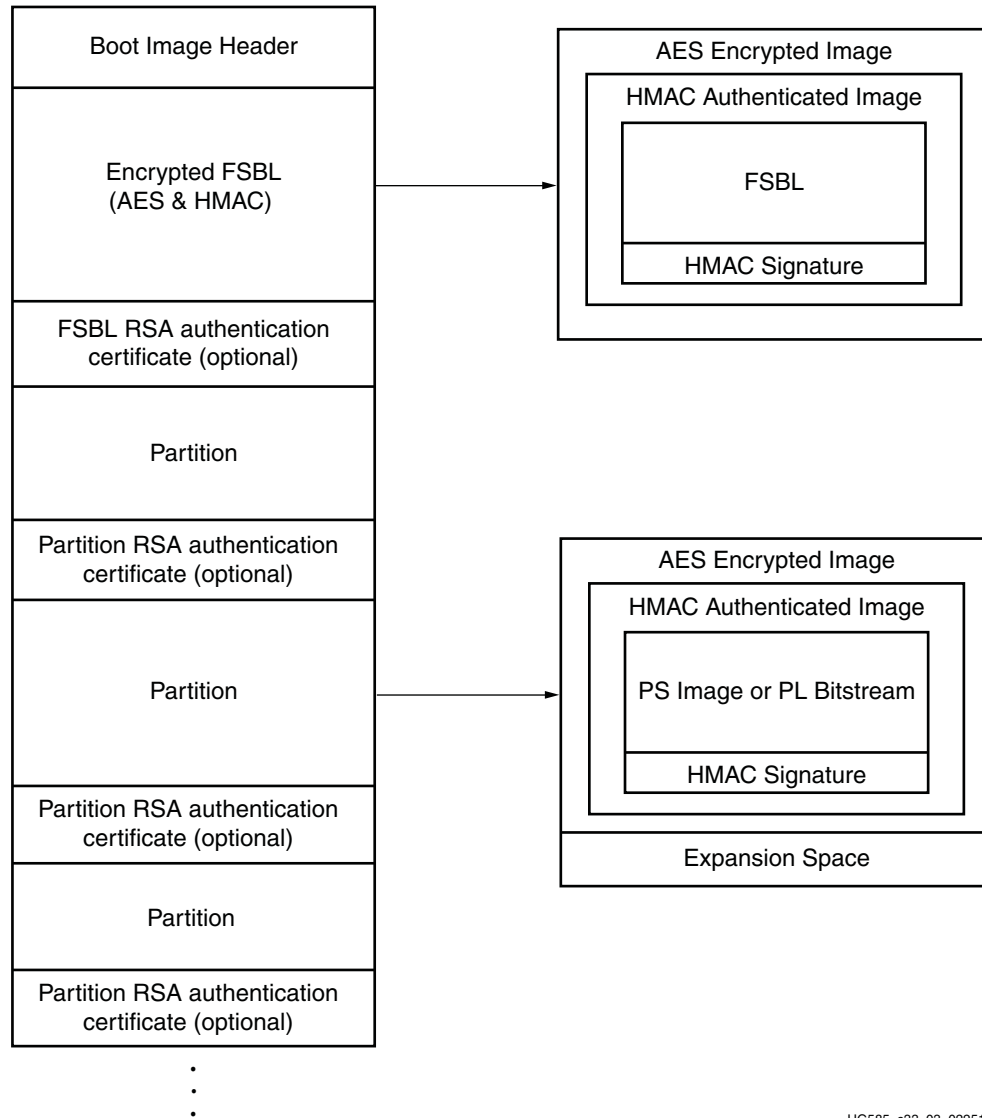 Boot Image Header
Encrypted FSBL
(AES & HMAC)
FSBL RSA authentication
certificate (optional)
Partition
Partition RSA authentication
certificate (optional)
Partition
Partition RSA authentication
certificate (optional)
Partition
Partition RSA authentication
certificate (optional)
AES Encrypted Image
HMAC Authenticated Image
FSBL
HMAC Signature
AES Encrypted Image
HMAC Authenticated Image
PS Image or PL Bitstream
HMAC Signature
Expansion Space